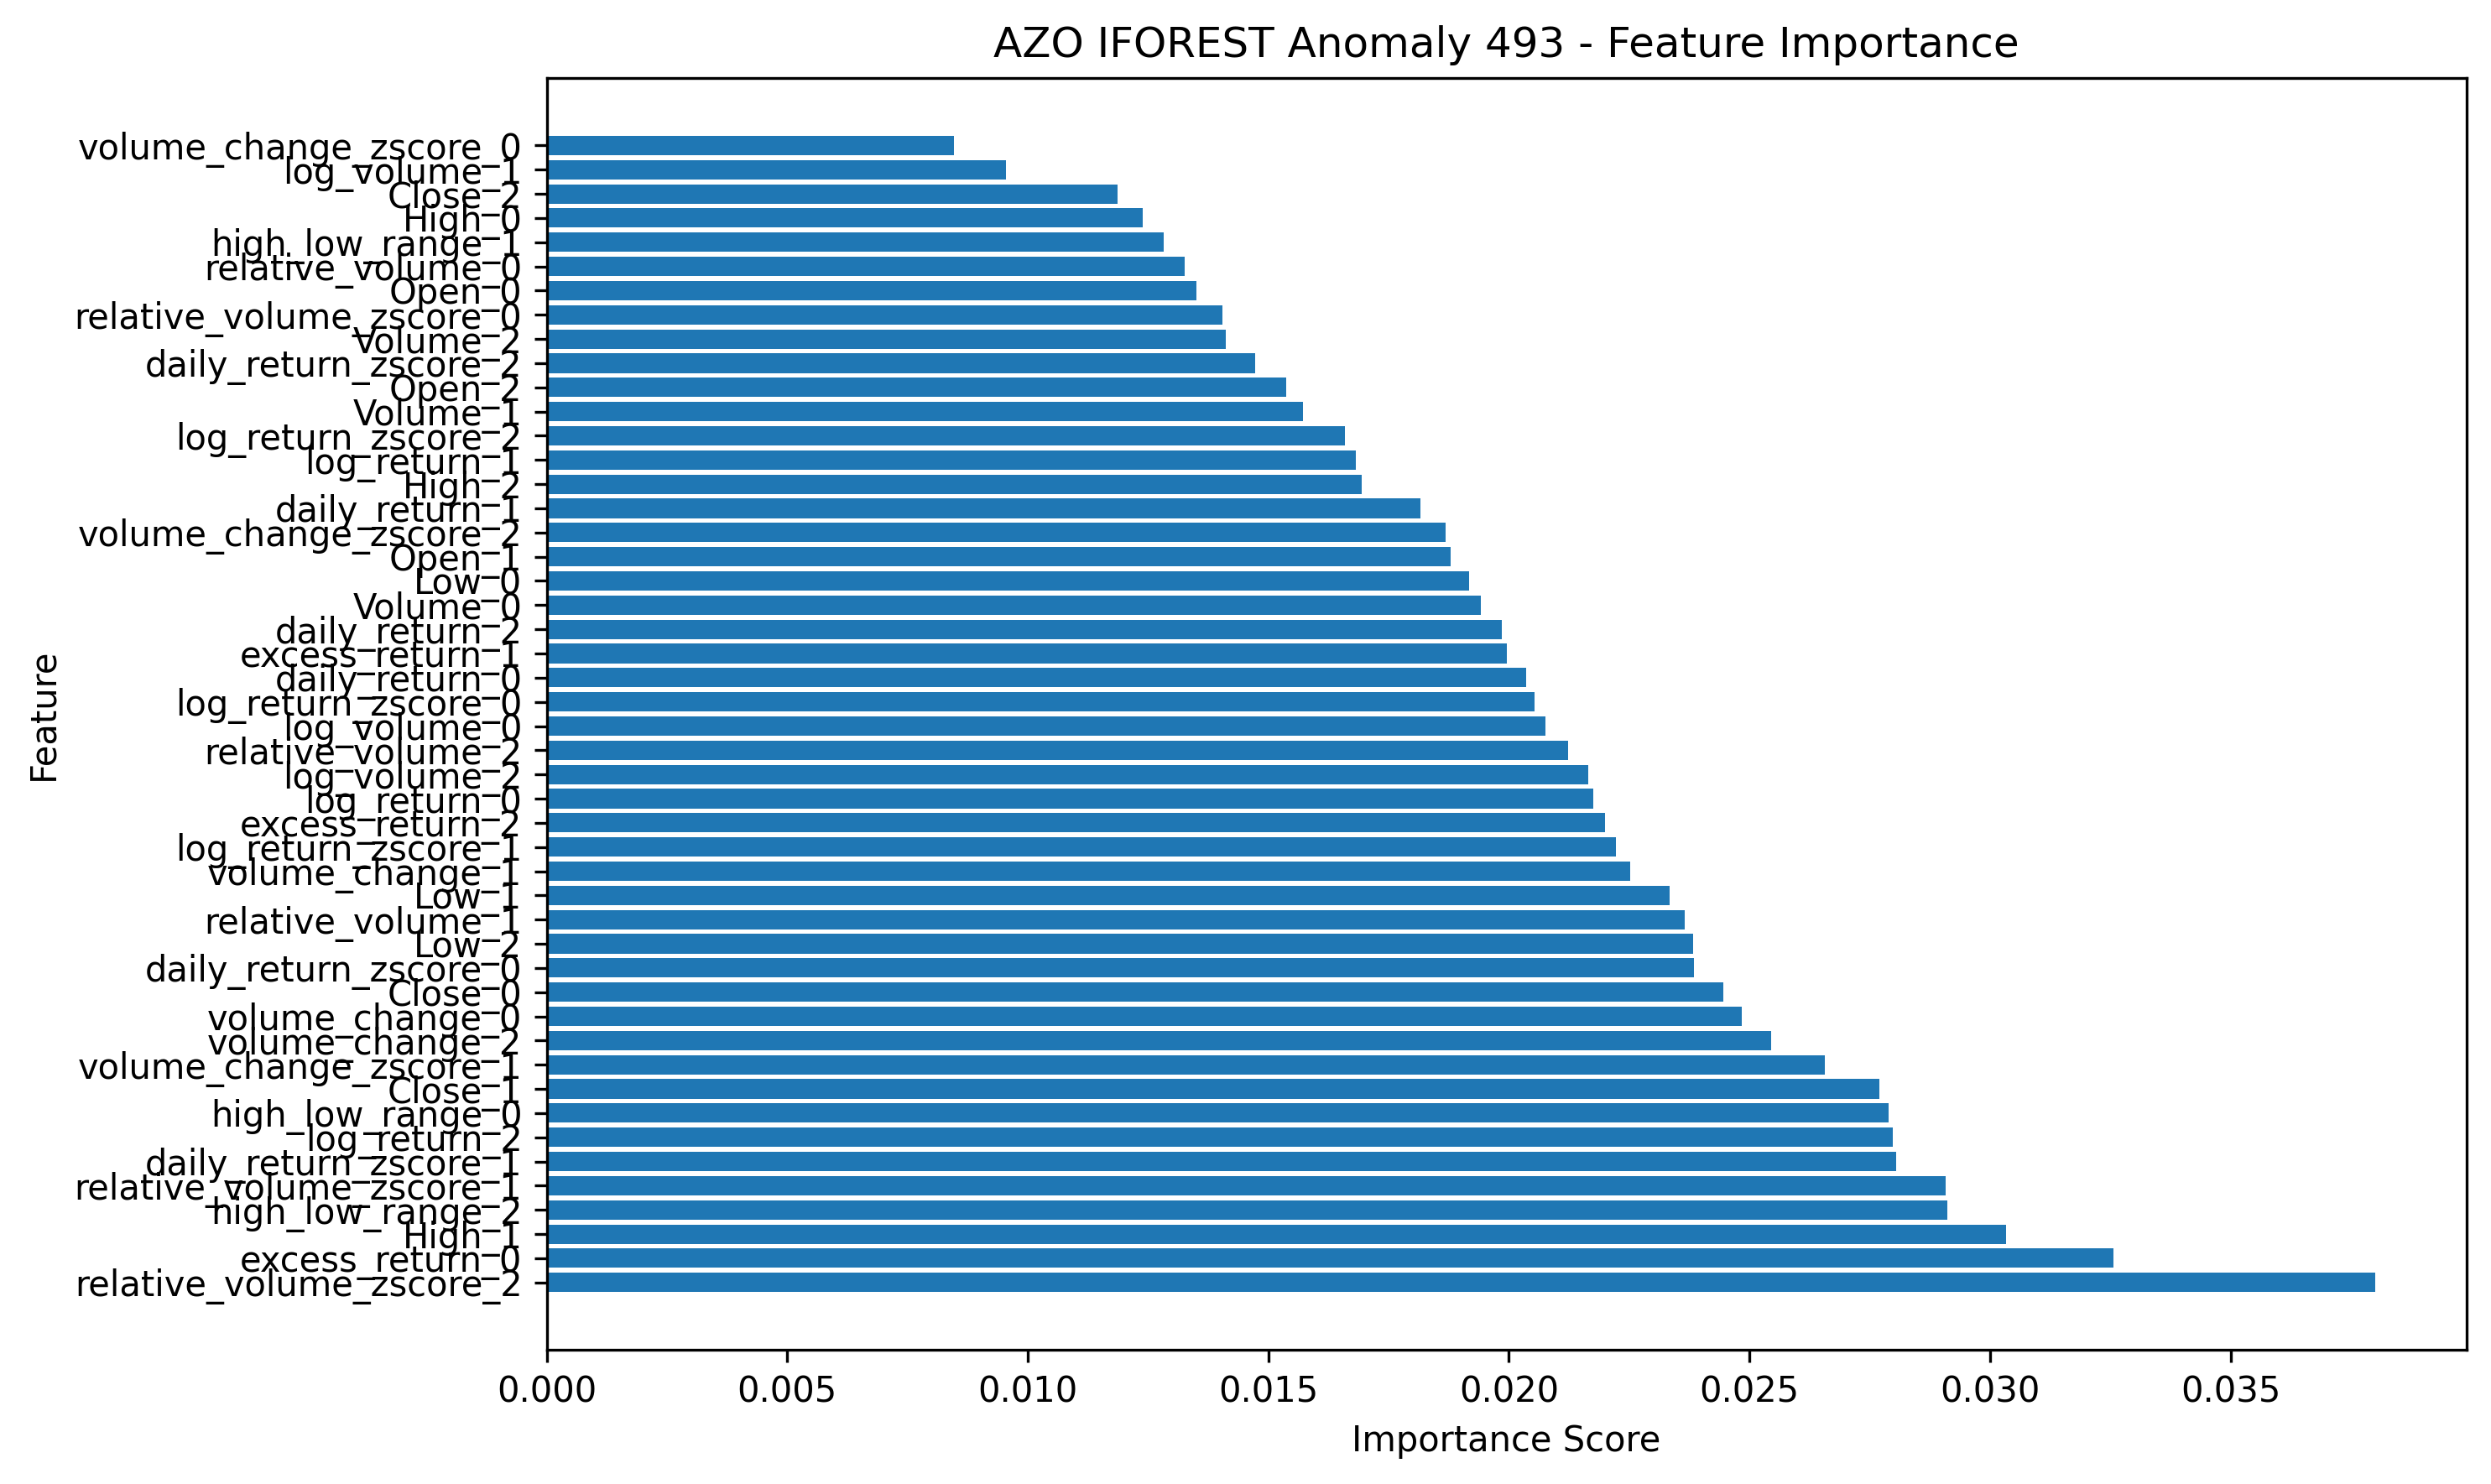 AZO IFOREST Anomaly 493 - Feature Importance
volume_change_zscore_0
log_volume_1
Close_2
High_0
high_low_range_1
relative_volume_0
Open_0
relative_volume_zscore_0
Volume_2
daily_return_zscore_2
Open_2
Volume_1
log_return_zscore_2
log_return_1
High_2
daily_return_1
volume_change_zscore_2
Open_1
Low_0
Volume_0
daily_return_2
excess_return_1
daily_return_0
log_return_zscore_0
log_volume_0
relative_volume_2
log_volume_2
log_return_0
excess_return_2
log_return_zscore_1
volume_change_1
Low_1
relative_volume_1
Low_2
daily_return_zscore_0
Close_0
volume_change_0
volume_change_2
volume_change_zscore_1
Close_1
high_low_range_0
log_return_2
daily_return_zscore_1
relative_volume_zscore_1
high_low_range_2
High_1
excess_return_0
relative_volume_zscore_2
Feature
0.000 0.005 0.010 0.015 0.020 0.025 0.030 0.035
Importance Score